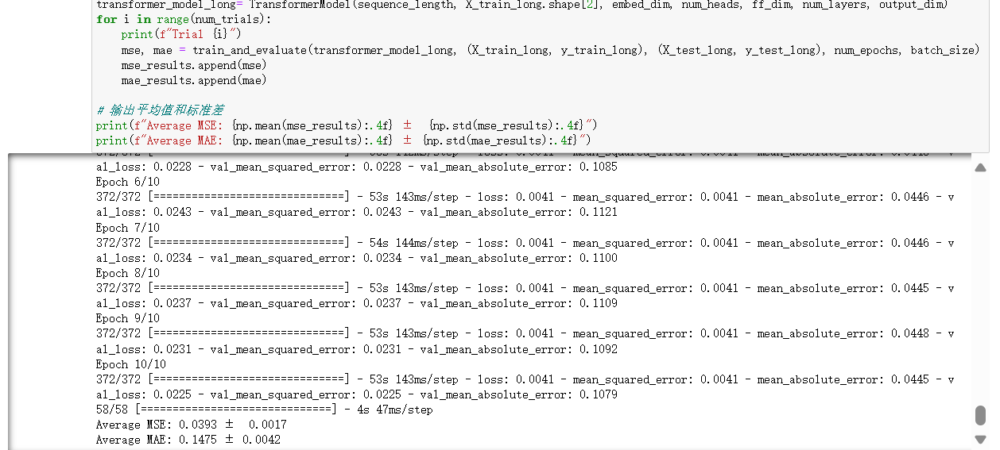 transformer_model_long= TransformerModel(sequence_length, X_train_long.shape[2], embed_dim, num_heads, ff_dim, num_layers, output_dim)
for i in range(num_trials):
    print(f"Trial {i}")
    mse, mae = train_and_evaluate(transformer_model_long, (X_train_long, y_train_long), (X_test_long, y_test_long), num_epochs, batch_size)
    mse_results.append(mse)
    mae_results.append(mae)
# 输出平均值和标准差
print(f"Average MSE: {np.mean(mse_results):.4f} ±  {np.std(mse_results):.4f}")
print(f"Average MAE: {np.mean(mae_results):.4f} ± {np.std(mae_results):.4f}")
al_loss: 0.0228 - val_mean_squared_error: 0.0228 - val_mean_absolute_error: 0.1085
Epoch 6/10
372/372 [==============================] - 53s 143ms/step - loss: 0.0041 - mean_squared_error: 0.0041 - mean_absolute_error: 0.0446 - v
al_loss: 0.0243 - val_mean_squared_error: 0.0243 - val_mean_absolute_error: 0.1121
Epoch 7/10
372/372 [==============================] - 54s 144ms/step - loss: 0.0041 - mean_squared_error: 0.0041 - mean_absolute_error: 0.0446 - v
al_loss: 0.0234 - val_mean_squared_error: 0.0234 - val_mean_absolute_error: 0.1100
Epoch 8/10
372/372 [==============================] - 53s 143ms/step - loss: 0.0041 - mean_squared_error: 0.0041 - mean_absolute_error: 0.0445 - v
al_loss: 0.0237 - val_mean_squared_error: 0.0237 - val_mean_absolute_error: 0.1109
Epoch 9/10
372/372 [==============================] - 53s 143ms/step - loss: 0.0041 - mean_squared_error: 0.0041 - mean_absolute_error: 0.0448 - v
al_loss: 0.0231 - val_mean_squared_error: 0.0231 - val_mean_absolute_error: 0.1092
Epoch 10/10
372/372 [==============================] - 53s 143ms/step - loss: 0.0041 - mean_squared_error: 0.0041 - mean_absolute_error: 0.0445 - v
al_loss: 0.0225 - val_mean_squared_error: 0.0225 - val_mean_absolute_error: 0.1079
58/58 [==============================] - 4s 47ms/step
Average MSE: 0.0393 ±  0.0017
Average MAE: 0.1475 ± 0.0042